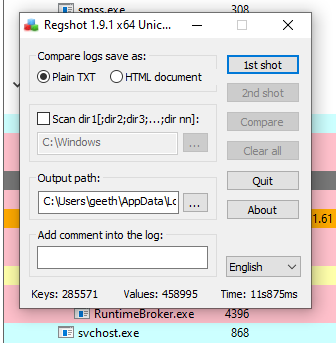 smss.exe 308
Regshot 1.9.1 x64 Unic...
Compare logs save as:
Plain TXT
HTML document
1st shot
2nd shot
Scan dir1[;dir2;dir3;...;dir nn]:
Compare
C:\Windows
...
Clear all
Output path:
Quit
C:\Users\geeth\AppData\Lo
...
About
1.61
Add comment into the log:
English
Keys: 285571 Values: 458995 Time: 11s875ms
RuntimeBroker.exe 4396
svchost.exe 868